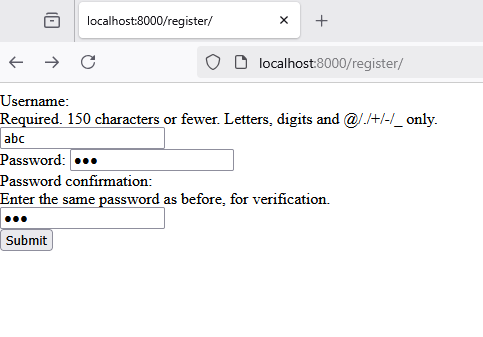 localhost:8000/register/
localhost:8000/register/
Username:
Required. 150 characters or fewer. Letters, digits and @/./+/-/_ only.
abc
Password: ●●●
Password confirmation:
Enter the same password as before, for verification.
●●●
Submit